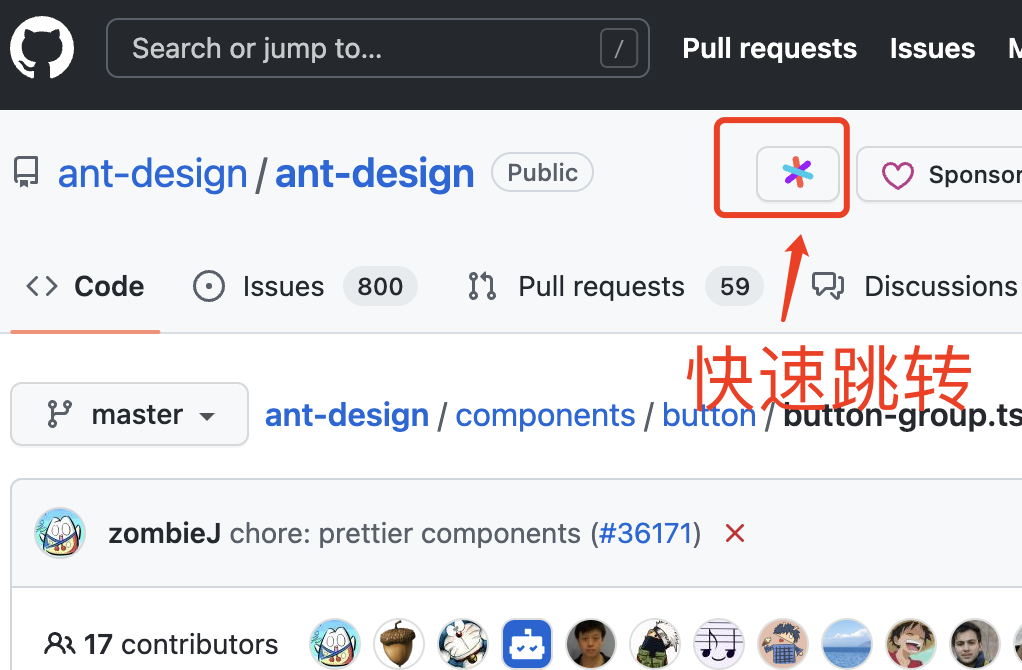 Search or jump to... / Pull requests Issues
ant-design / ant-design Public Sponsor
<> Code Issues 800 Pull requests 59 Discussions
快速跳转
master ant-design / components / button / button-group.ts
zombieJ chore: prettier components (#36171)
17 contributors